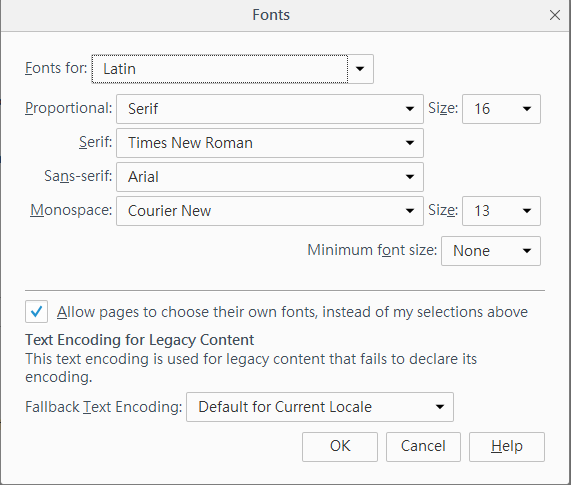 Fonts
Fonts for: Latin
Proportional: Serif Size: 16
Serif: Times New Roman
Sans-serif: Arial
Monospace: Courier New Size: 13
Minimum font size: None
Allow pages to choose their own fonts, instead of my selections above
Text Encoding for Legacy Content
This text encoding is used for legacy content that fails to declare its
encoding.
Fallback Text Encoding: Default for Current Locale
OK Cancel Help